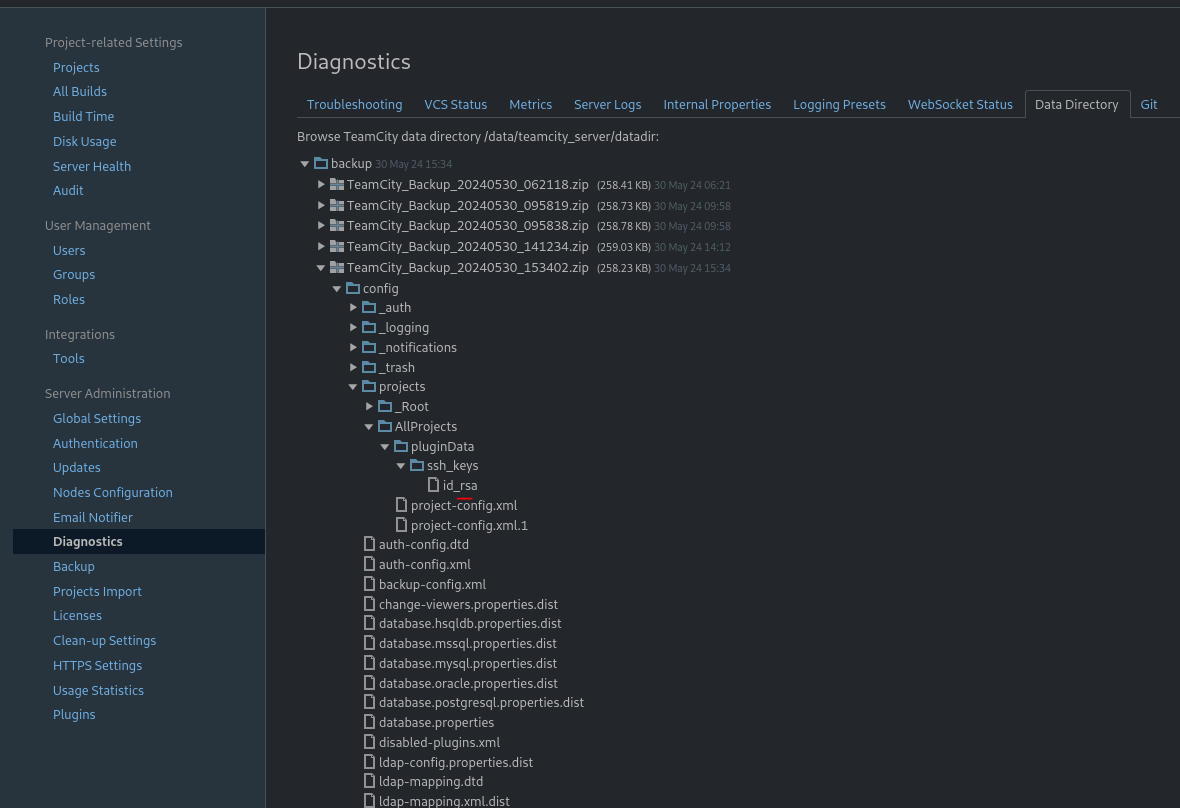 Project-related Settings
Projects
All Builds
Build Time
Disk Usage
Server Health
Audit
User Management
Users
Groups
Roles
Integrations
Tools
Server Administration
Global Settings
Authentication
Updates
Nodes Configuration
Email Notifier
Diagnostics
Backup
Projects Import
Licenses
Clean-up Settings
HTTPS Settings
Usage Statistics
Plugins
Diagnostics
Troubleshooting VCS Status Metrics Server Logs Internal Properties Logging Presets WebSocket Status Data Directory Git
Browse TeamCity data directory /data/teamcity_server/datadir:
backup 30 May 24 15:34
TeamCity_Backup_20240530_062118.zip (258.41 KB) 30 May 24 06:21
TeamCity_Backup_20240530_095819.zip (258.73 KB) 30 May 24 09:58
TeamCity_Backup_20240530_095838.zip (258.78 KB) 30 May 24 09:58
TeamCity_Backup_20240530_141234.zip (259.03 KB) 30 May 24 14:12
TeamCity_Backup_20240530_153402.zip (258.23 KB) 30 May 24 15:34
config
_auth
_logging
_notifications
_trash
projects
_Root
AllProjects
pluginData
ssh_keys
id_rsa
project-config.xml
project-config.xml.1
auth-config.dtd
auth-config.xml
backup-config.xml
change-viewers.properties.dist
database.hsqldb.properties.dist
database.mssql.properties.dist
database.mysql.properties.dist
database.oracle.properties.dist
database.postgresql.properties.dist
database.properties
disabled-plugins.xml
ldap-config.properties.dist
ldap-mapping.dtd
ldap-mapping.xml.dist